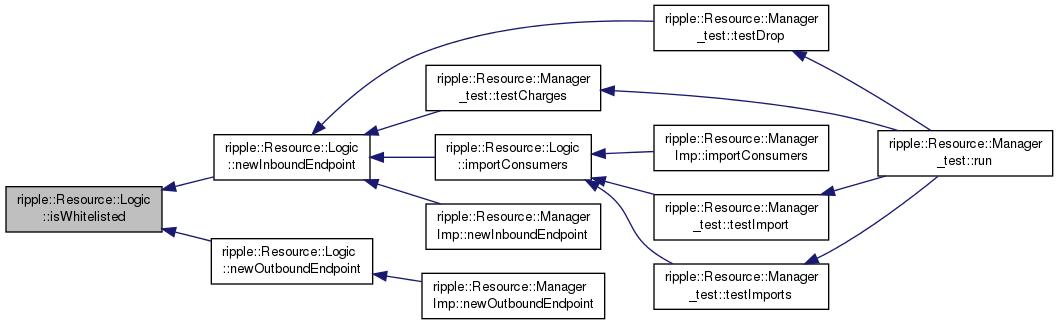 ripple::Resource::Logic
::isWhitelisted
ripple::Resource::Logic
::newInboundEndpoint
ripple::Resource::Logic
::newOutboundEndpoint
ripple::Resource::Manager
_test::testCharges
ripple::Resource::Logic
::importConsumers
ripple::Resource::Manager
Imp::newInboundEndpoint
ripple::Resource::Manager
Imp::newOutboundEndpoint
ripple::Resource::Manager
_test::testDrop
ripple::Resource::Manager
Imp::importConsumers
ripple::Resource::Manager
_test::testImport
ripple::Resource::Manager
_test::testImports
ripple::Resource::Manager
_test::run